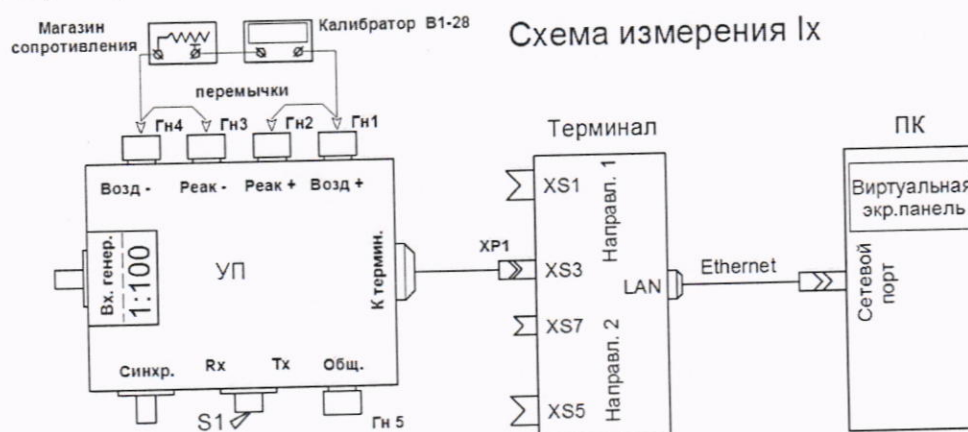 Магазин
сопротивления
Калибратор В1-28
Схема измерения Ix
перемычки
Гн4
Гн3
Гн2
Гн1
Возд -
Реак -
Реак +
Возд +
Вх. генер.
1:100
УП
К термин.
Синхр.
Rx
Tx
Общ.
S1
Гн 5
XP1
Терминал
XS1
XS3
XS7
XS5
Направл. 1
Направл. 2
LAN
Ethernet
ПК
Виртуальная
экр.панель
Сетевой
порт